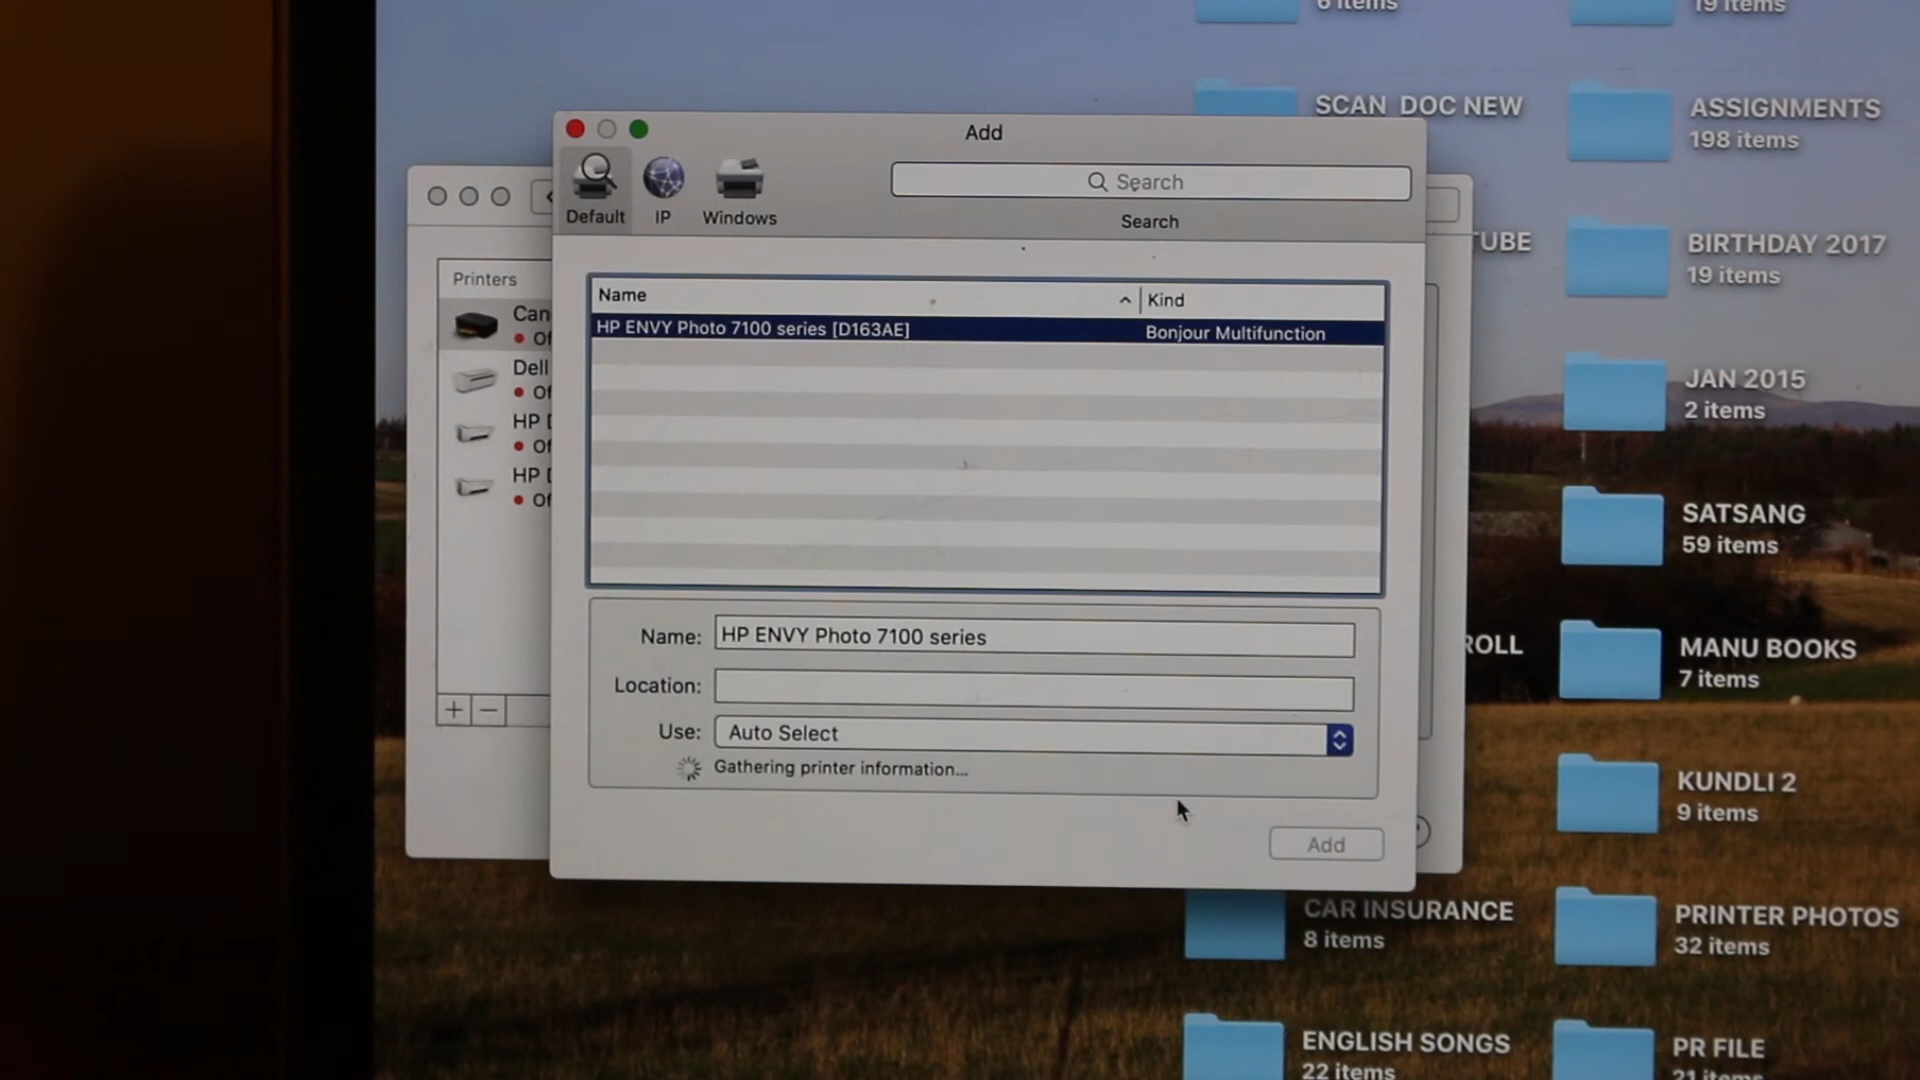 6 items
19 items
SCAN DOC NEW
ASSIGNMENTS
198 items
Add
Default
IP
Windows
Search
Search
TUBE
BIRTHDAY 2017
19 items
Printers
Can
Of
Dell
Of
HP D
Of
HP D
Of
Name
Kind
HP ENVY Photo 7100 series [D163AE]
Bonjour Multifunction
JAN 2015
2 items
SATSANG
59 items
Name: HP ENVY Photo 7100 series
Location:
Use: Auto Select
Gathering printer information...
ROLL
MANU BOOKS
7 items
KUNDLI 2
9 items
Add
CAR INSURANCE
8 items
PRINTER PHOTOS
32 items
ENGLISH SONGS
22 items
PR FILE
21 items